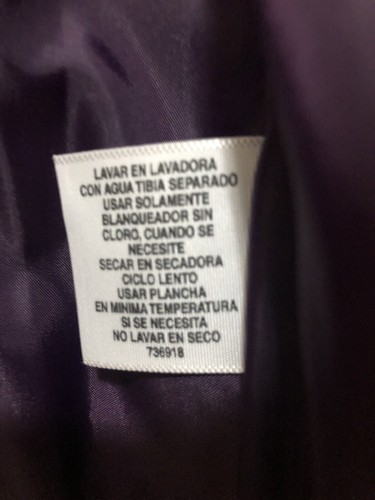 LAVAR EN LAVADORA
CON AGUA TIBIA SEPARADO
USAR SOLAMENTE
BLANQUEADOR SIN
CLORO, CUANDO SE
NECESITE
SECAR EN SECADORA
CICLO LENTO
USAR PLANCHA
EN MINIMA TEMPERATURA
SI SE NECESITA
NO LAVAR EN SECO
736918